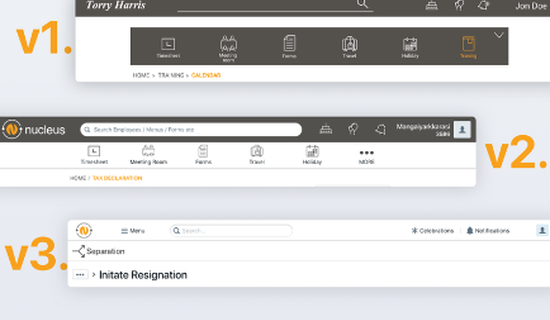 Torry Harris
Jon Doe
v1.
Timesheet
Meeting
room
Forms
Travel
Holiday
Training
HOME > TRAINING > CALENDAR
nucleus
Search Employees / Menus / Forms etc
Mangaiyarkkarasi
3586
v2.
Timesheet
Meeting Room
Forms
Travel
Holiday
MORE
HOME / TAX DECLARATION
v3.
Menu
Search...
Celebrations
Notifications
Separation
... > Initate Resignation